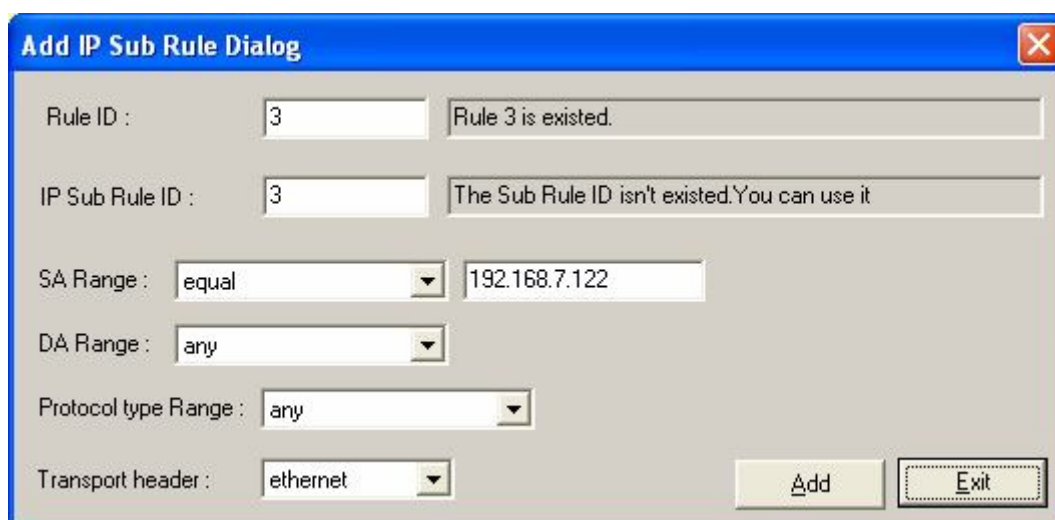 Add IP Sub Rule Dialog
Rule ID : 3 Rule 3 is existed.
IP Sub Rule ID : 3 The Sub Rule ID isn't existed.You can use it
SA Range : equal 192.168.7.122
DA Range : any
Protocol type Range : any
Transport header : ethernet Add Exit